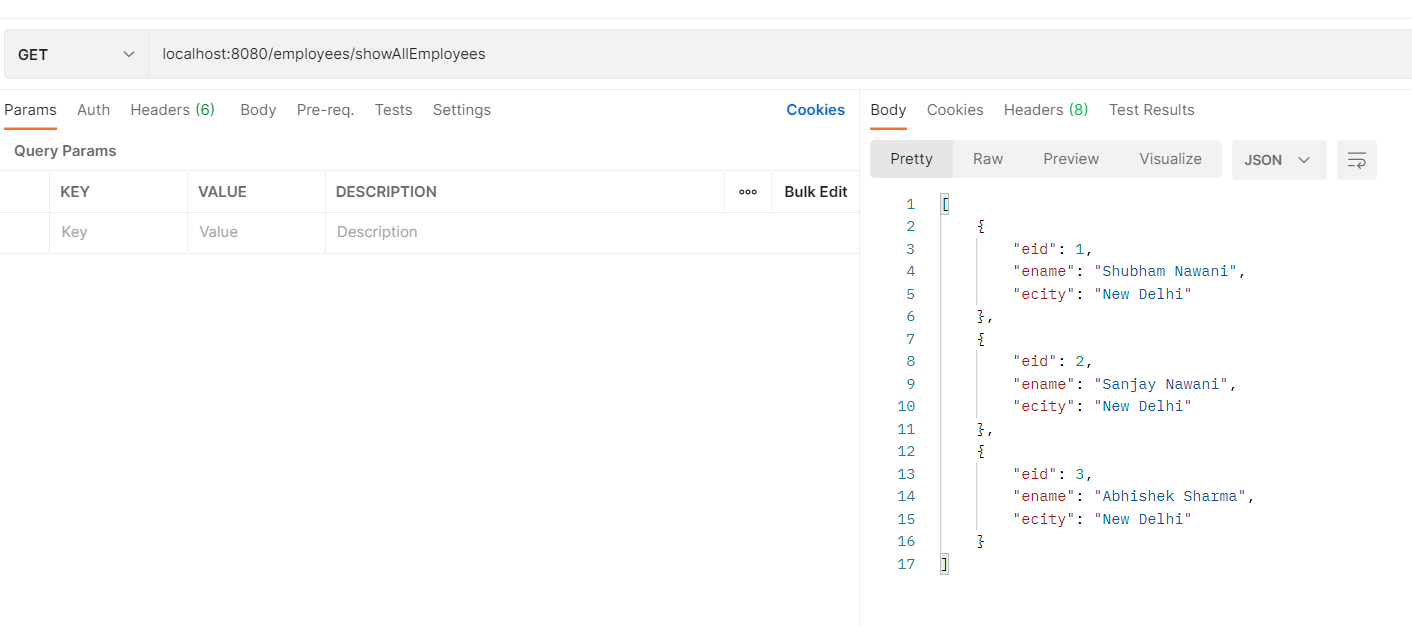 GET localhost:8080/employees/showAllEmployees
Params Auth Headers (6) Body Pre-req. Tests Settings Cookies
Query Params
KEY VALUE DESCRIPTION ooo Bulk Edit
Key Value Description
Body Cookies Headers (8) Test Results
Pretty Raw Preview Visualize JSON
1 [
2 {
3 "eid": 1,
4 "ename": "Shubham Nawani",
5 "ecity": "New Delhi"
6 },
7 {
8 "eid": 2,
9 "ename": "Sanjay Nawani",
10 "ecity": "New Delhi"
11 },
12 {
13 "eid": 3,
14 "ename": "Abhishek Sharma",
15 "ecity": "New Delhi"
16 }
17 ]